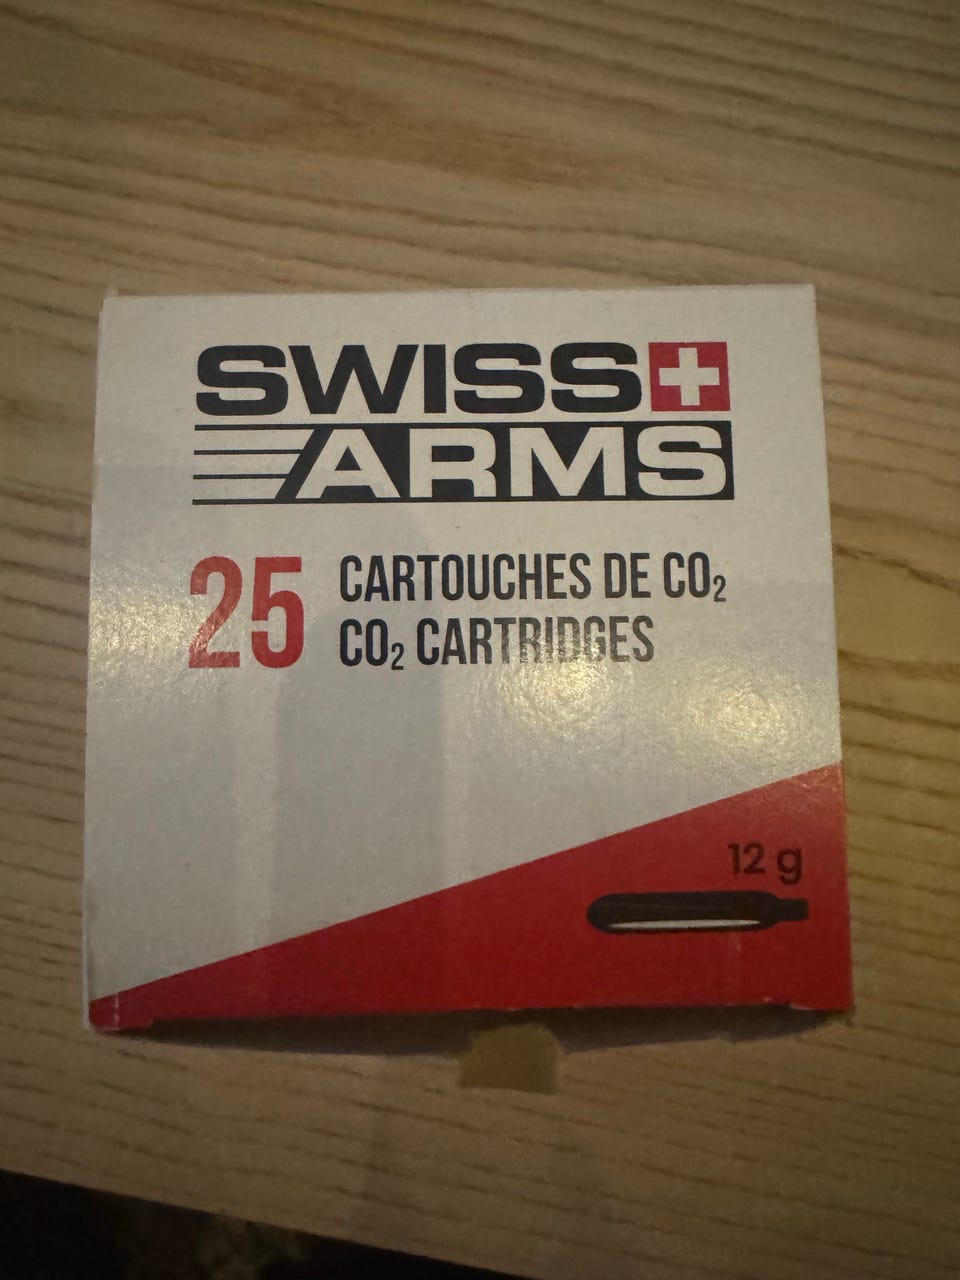 SWISS
ARMS
25 CARTOUCHES DE CO₂
CO₂ CARTRIDGES
12 g